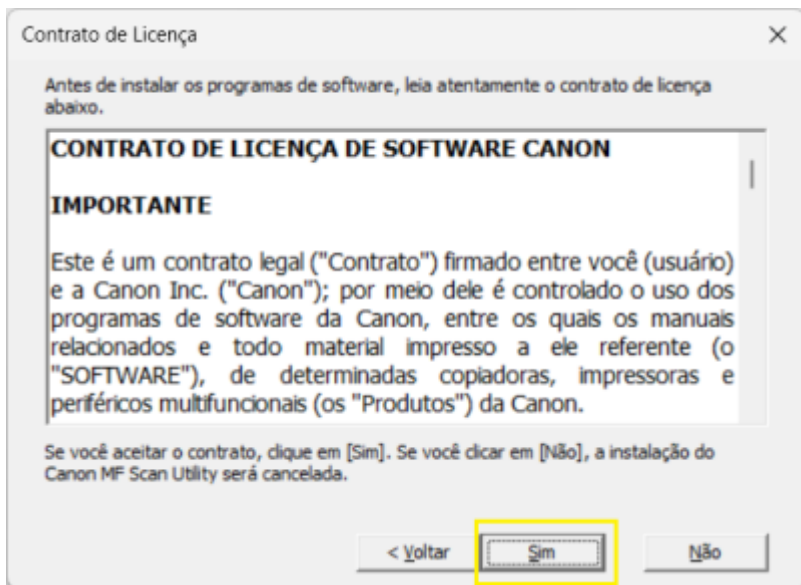 Contrato de Licença
Antes de instalar os programas de software, leia atentamente o contrato de licença
abaixo.
CONTRATO DE LICENÇA DE SOFTWARE CANON
IMPORTANTE
Este é um contrato legal ("Contrato") firmado entre você (usuário)
e a Canon Inc. ("Canon"); por meio dele é controlado o uso dos
programas de software da Canon, entre os quais os manuais
relacionados e todo material impresso a ele referente (o
"SOFTWARE"), de determinadas copiadoras, impressoras e
periféricos multifuncionais (os "Produtos") da Canon.
Se você aceitar o contrato, clique em [Sim]. Se você clicar em [Não], a instalação do
Canon MF Scan Utility será cancelada.
< Voltar Sim Não